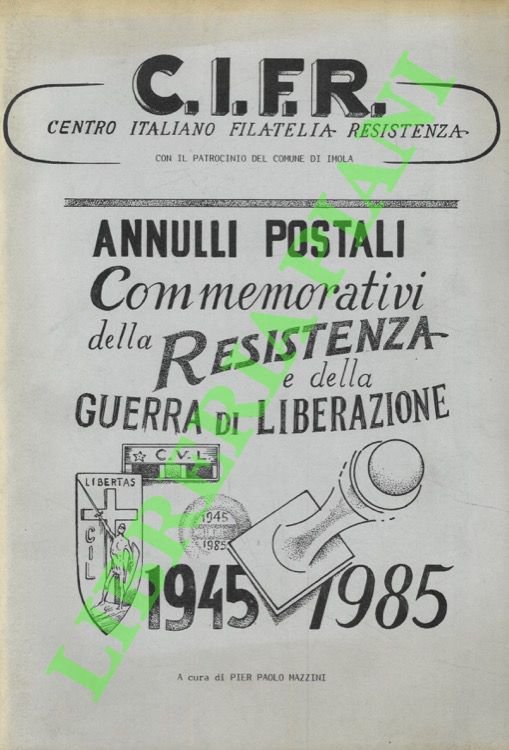 C.I.F.R.
CENTRO ITALIANO FILATELIA RESISTENZA
CON IL PATROCINIO DEL COMUNE DI IMOLA
ANNULLI POSTALI
Commemorativi
della RESISTENZA
e della
GUERRA DI LIBERAZIONE
C.V.L.
LIBERTAS
CIL
1945
1985
1945 1985
A cura di PIER PAOLO MAZZINI
LIBRERIA PIANI